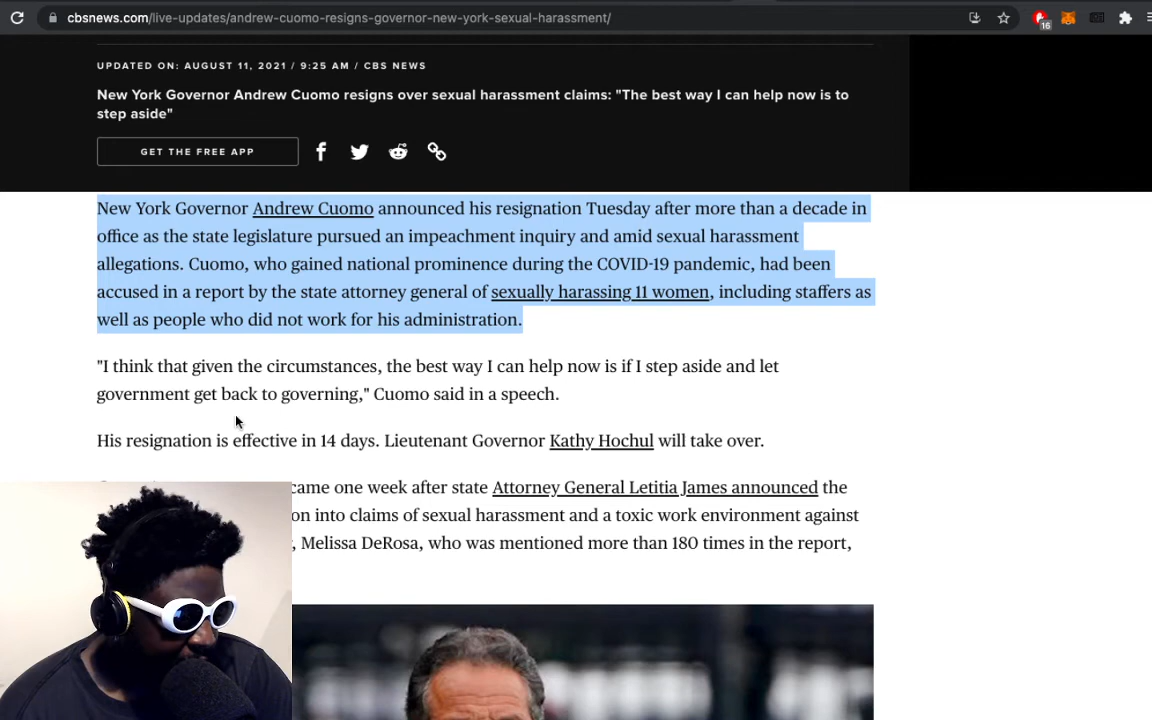 cbsnews.com/live-updates/andrew-cuomo-resigns-governor-new-york-sexual-harassment/
16
UPDATED ON: AUGUST 11, 2021 / 9:25 AM / CBS NEWS
New York Governor Andrew Cuomo resigns over sexual harassment claims: "The best way I can help now is to
step aside"
GET THE FREE APP
New York Governor Andrew Cuomo announced his resignation Tuesday after more than a decade in
office as the state legislature pursued an impeachment inquiry and amid sexual harassment
allegations. Cuomo, who gained national prominence during the COVID-19 pandemic, had been
accused in a report by the state attorney general of sexually harassing 11 women, including staffers as
well as people who did not work for his administration.
"I think that given the circumstances, the best way I can help now is if I step aside and let
government get back to governing," Cuomo said in a speech.
His resignation is effective in 14 days. Lieutenant Governor Kathy Hochul will take over.
came one week after state Attorney General Letitia James announced the
into claims of sexual harassment and a toxic work environment against
Melissa DeRosa, who was mentioned more than 180 times in the report,